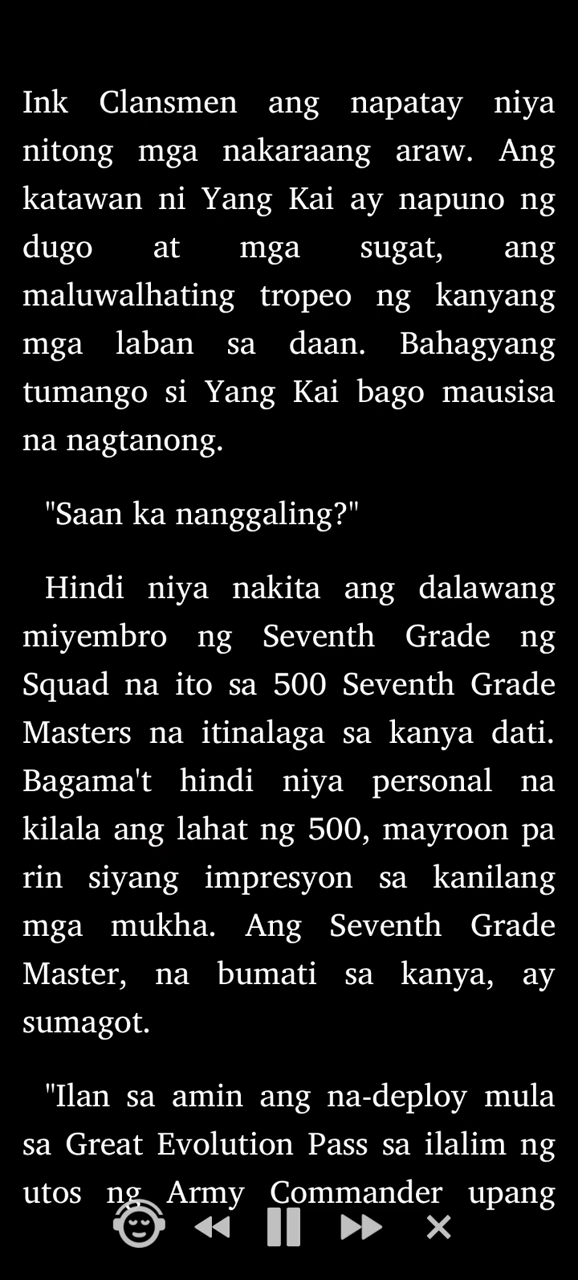 Ink Clansmen ang napatay niya
nitong mga nakaraang araw. Ang
katawan ni Yang Kai ay napuno ng
dugo at mga sugat, ang
maluwalhating tropeo ng kanyang
mga laban sa daan. Bahagyang
tumango si Yang Kai bago mausisa
na nagtanong.
"Saan ka nanggaling?"
Hindi niya nakita ang dalawang
miyembro ng Seventh Grade ng
Squad na ito sa 500 Seventh Grade
Masters na itinalaga sa kanya dati.
Bagama't hindi niya personal na
kilala ang lahat ng 500, mayroon pa
rin siyang impresyon sa kanilang
mga mukha. Ang Seventh Grade
Master, na bumati sa kanya, ay
sumagot.
"Ilan sa amin ang na-deploy mula
sa Great Evolution Pass sa ilalim ng
utos ng Army Commander upang